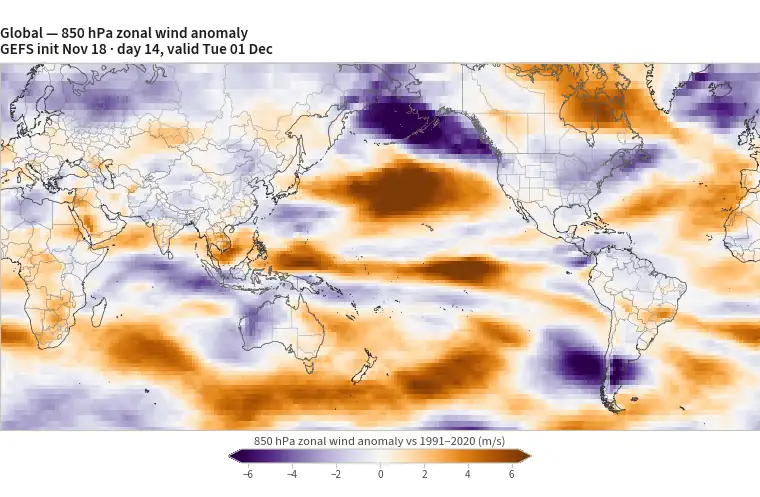 Global — 850 hPa zonal wind anomaly
GEFS init Nov 18 · day 14, valid Tue 01 Dec
850 hPa zonal wind anomaly vs 1991–2020 (m/s)
−6 −4 −2 0 2 4 6